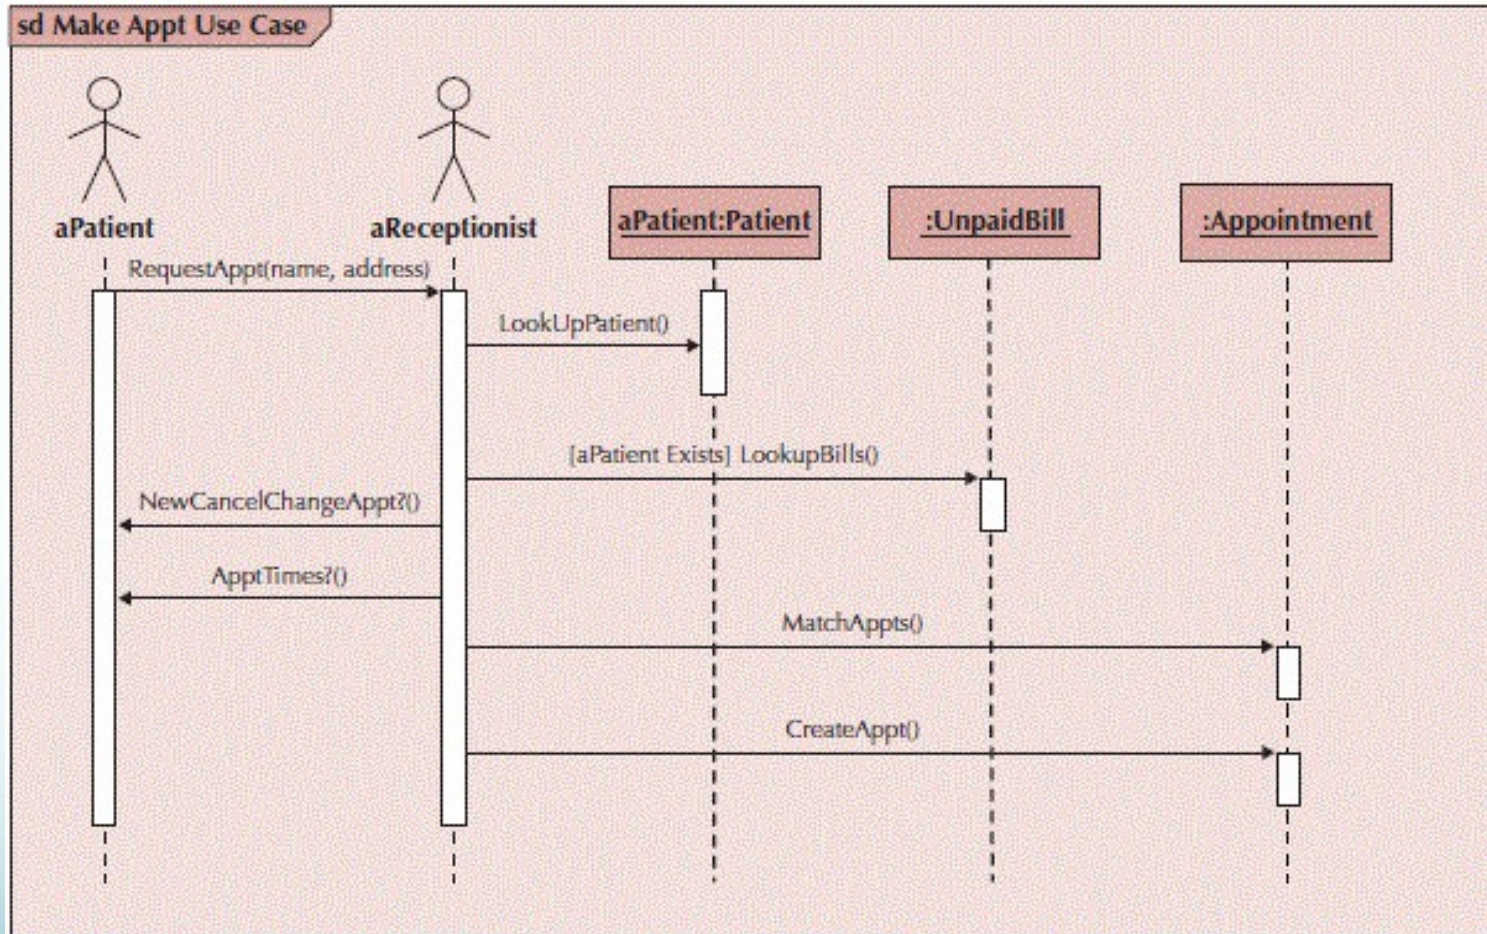 sd Make Appt Use Case
aPatient
aReceptionist
aPatient:Patient
:UnpaidBill
:Appointment
RequestAppt(name, address)
LookUpPatient()
[aPatient Exists] LookupBills()
NewCancelChangeAppt?()
ApptTimes?()
MatchAppts()
CreateAppt()